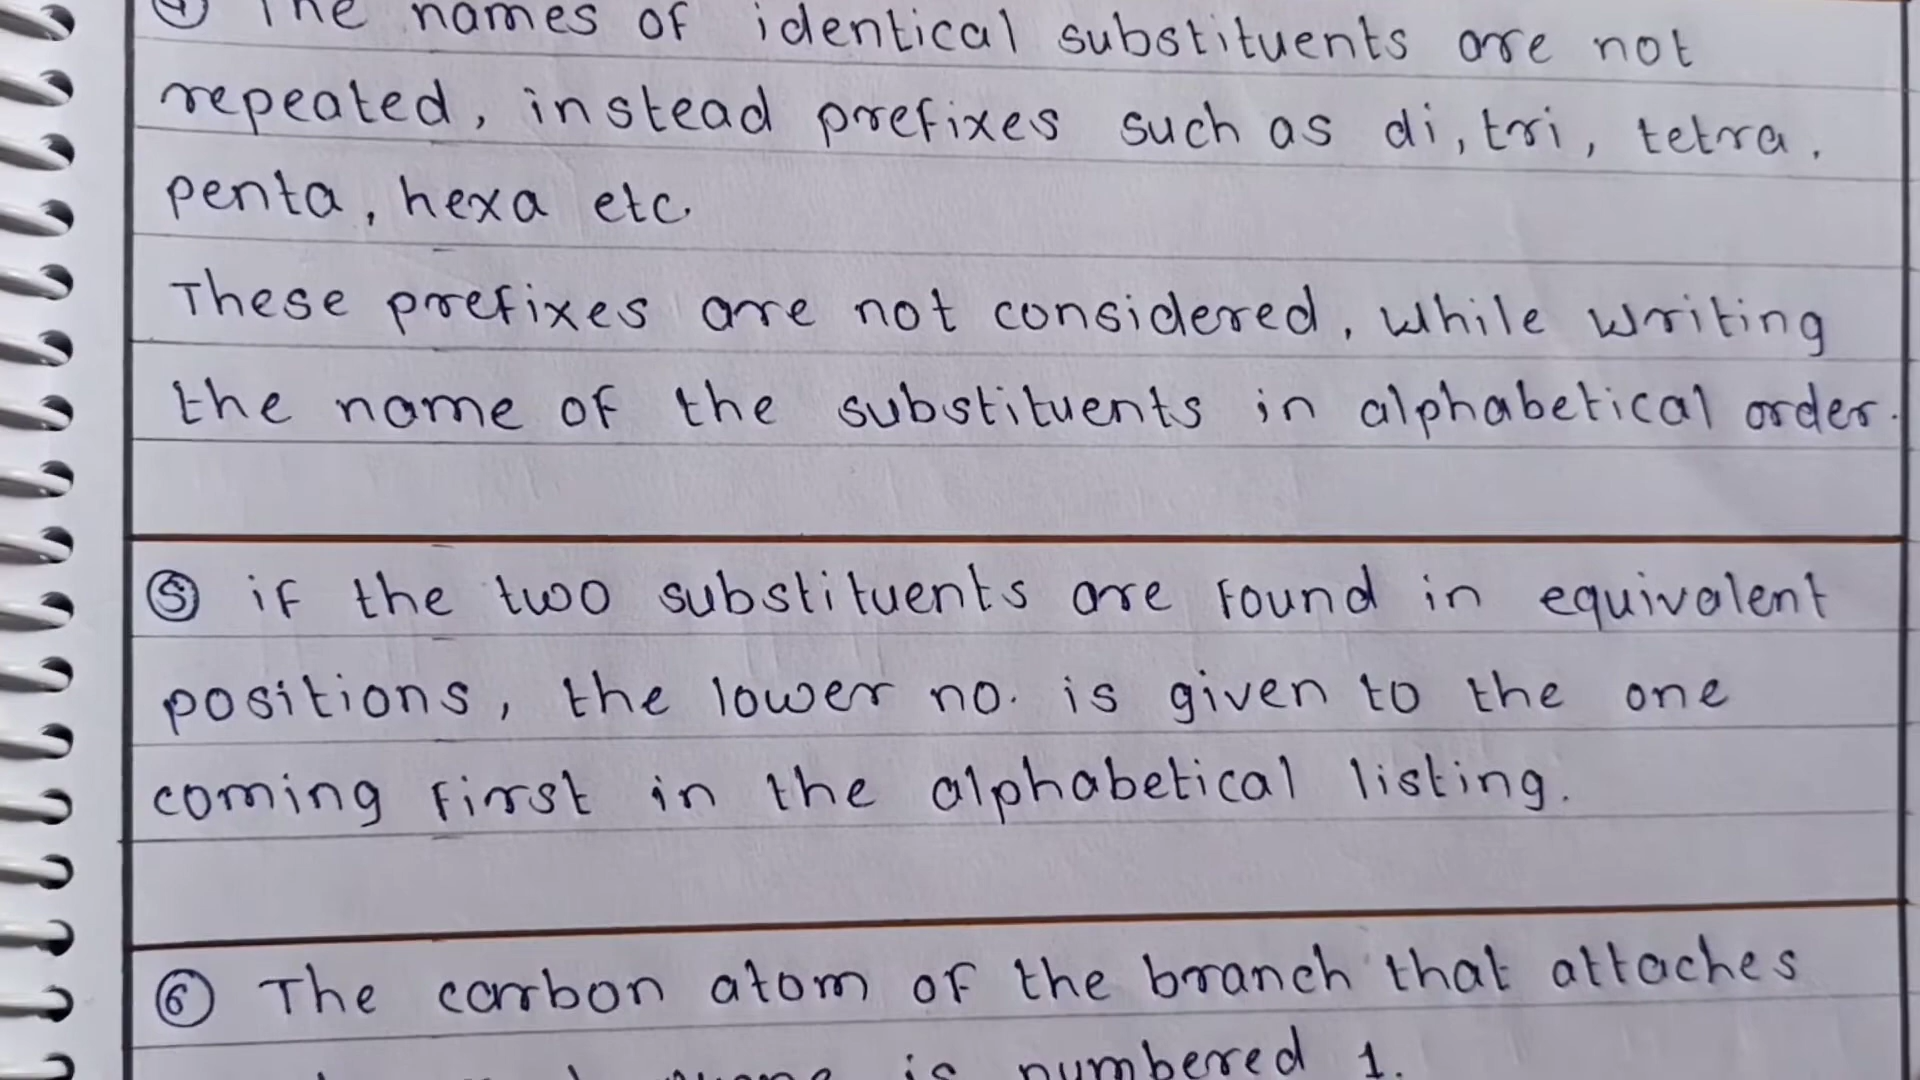 ④ The names of identical substituents are not
repeated, instead prefixes such as di, tri, tetra,
penta, hexa etc.
These prefixes are not considered, while writing
the name of the substituents in alphabetical order.
⑤ if the two substituents are found in equivalent
positions, the lower no. is given to the one
coming first in the alphabetical listing.
⑥ The carbon atom of the branch that attaches
is numbered 1.